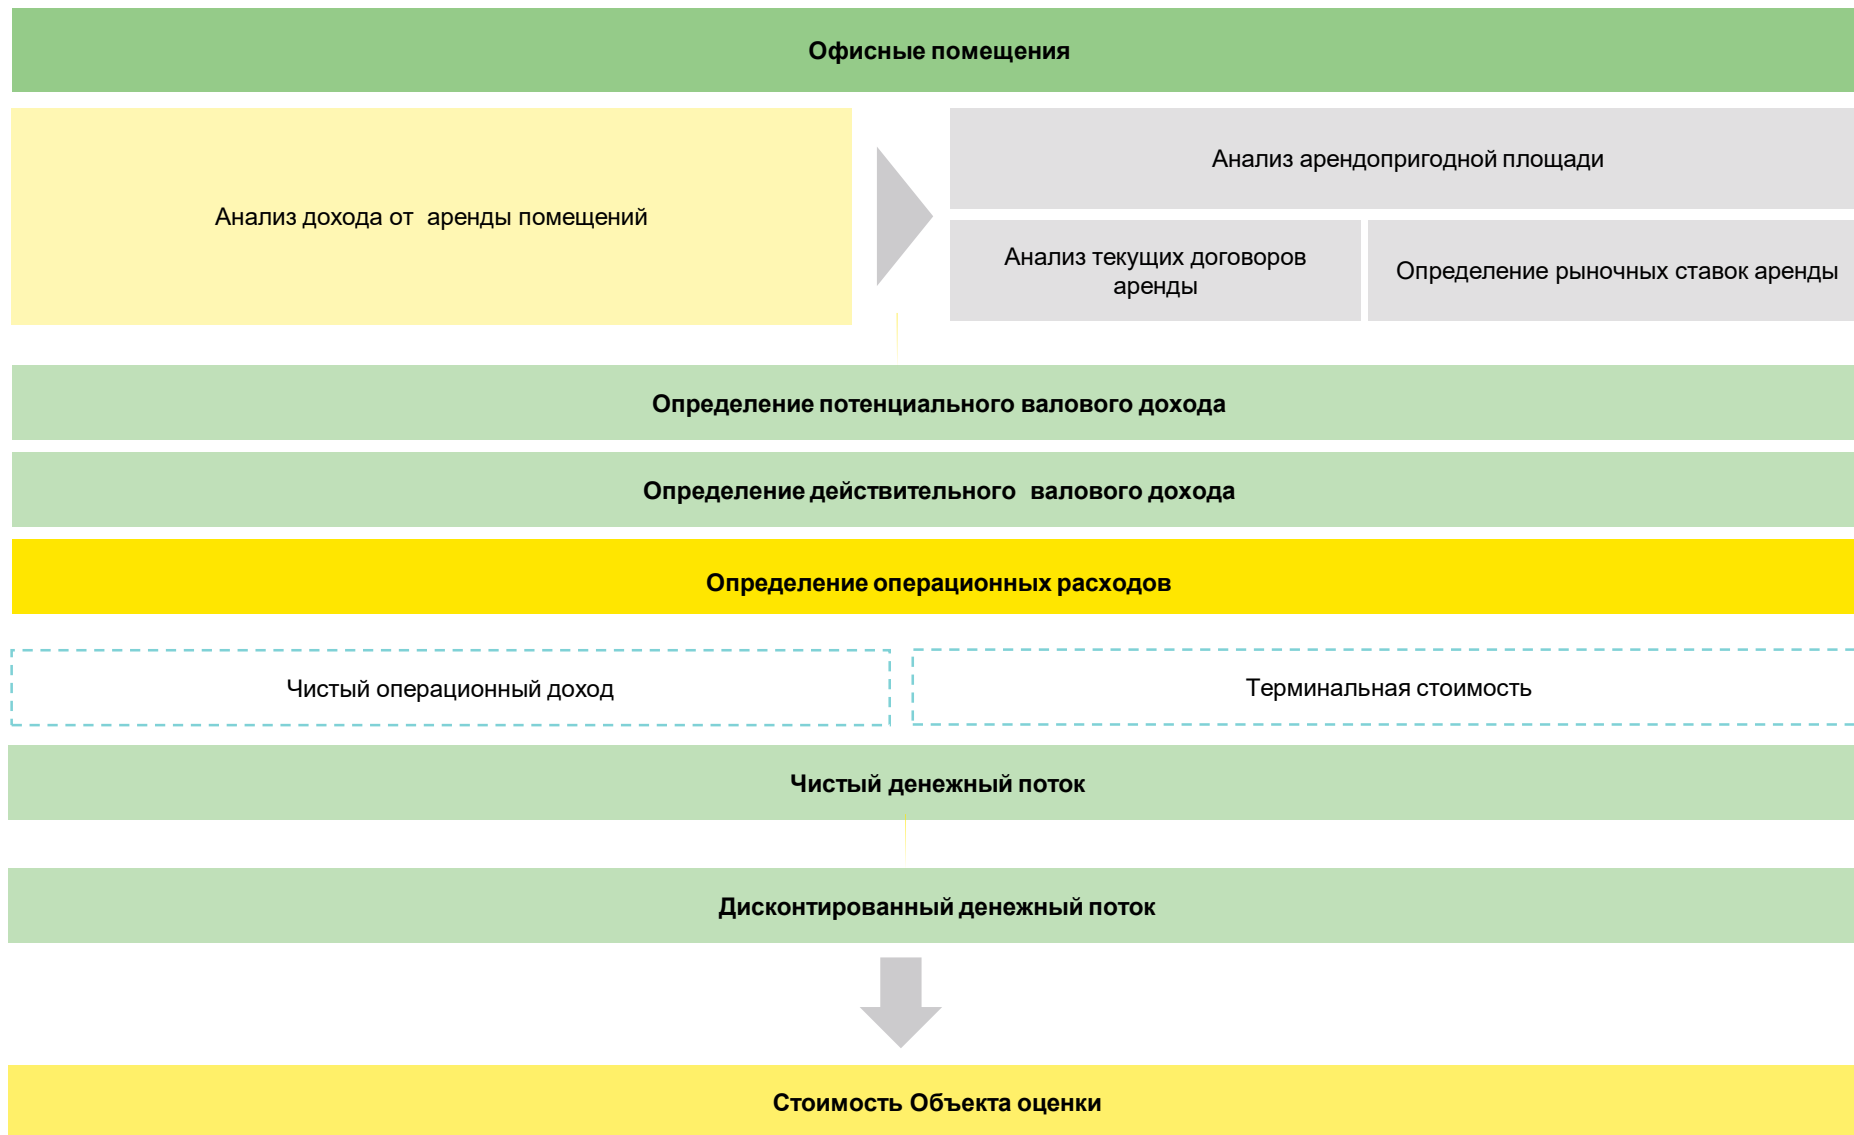 Офисные помещения
Анализ дохода от аренды помещений
Анализ арендопригодной площади
Анализ текущих договоров
аренды
Определение рыночных ставок аренды
Определение потенциального валового дохода
Определение действительного валового дохода
Определение операционных расходов
Чистый операционный доход
Терминальная стоимость
Чистый денежный поток
Дисконтированный денежный поток
Стоимость Объекта оценки